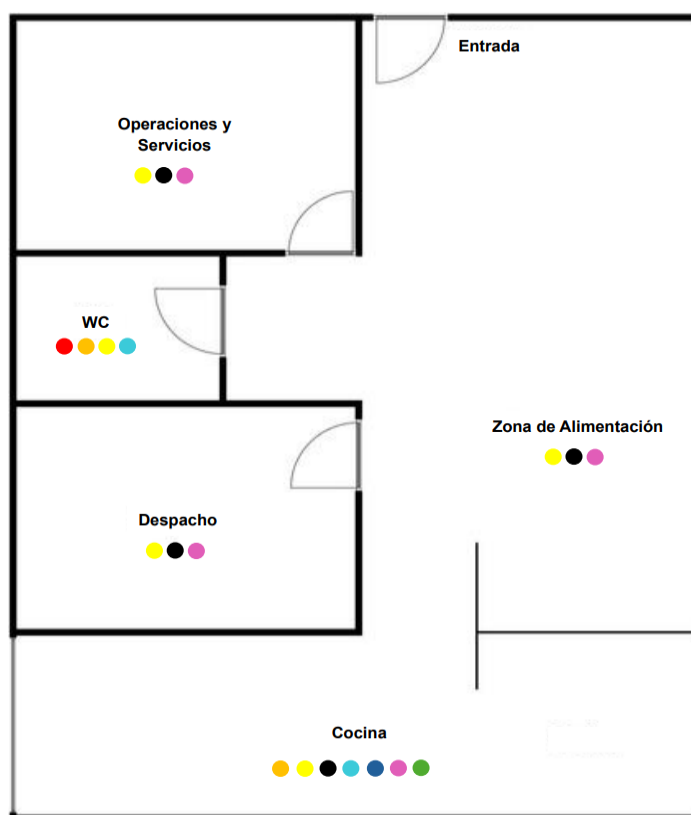 Entrada
Operaciones y
Servicios
WC
Zona de Alimentación
Despacho
Cocina